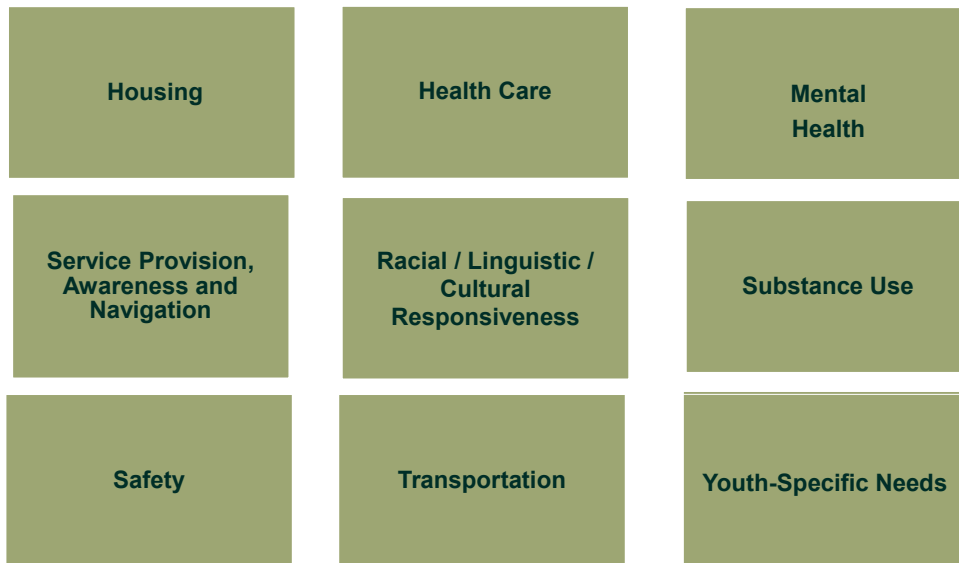 Housing
Health Care
Mental
Health
Service Provision,
Awareness and
Navigation
Racial / Linguistic /
Cultural
Responsiveness
Substance Use
Safety
Transportation
Youth-Specific Needs